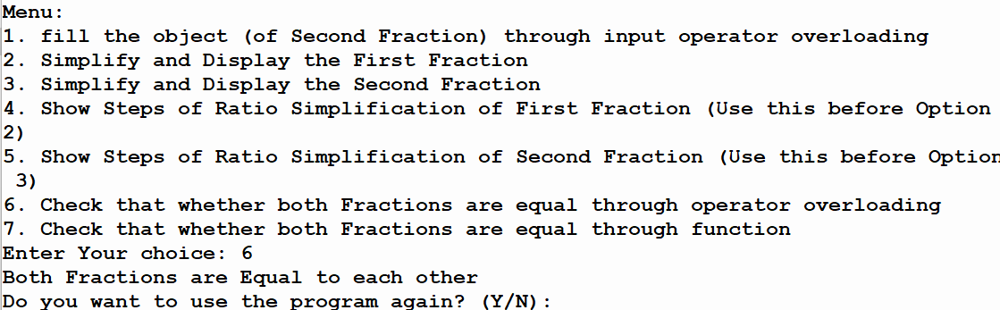 Menu:
1. fill the object (of Second Fraction) through input operator overloading
2. Simplify and Display the First Fraction
3. Simplify and Display the Second Fraction
4. Show Steps of Ratio Simplification of First Fraction (Use this before Option
2)
5. Show Steps of Ratio Simplification of Second Fraction (Use this before Option
3)
6. Check that whether both Fractions are equal through operator overloading
7. Check that whether both Fractions are equal through function
Enter Your choice: 6
Both Fractions are Equal to each other
Do you want to use the program again? (Y/N):